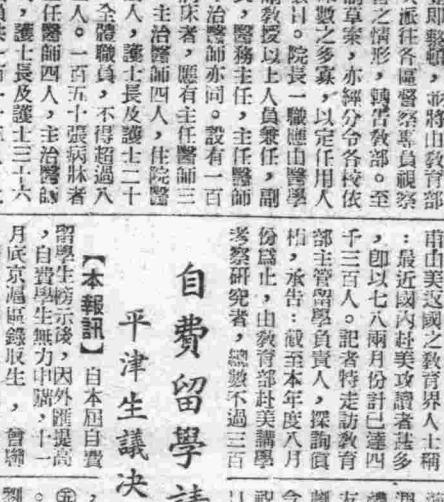 則整頓，並將由教育部
派往各區督察專員視察
之情形，轉告教部。至
制草案，亦經分令各校依
數之多寡，以定任用人
日。院長一職應由醫學
教授以上人員兼任，副
，醫務主任，主任醫師
治醫師亦同。設有一百
床者，應有主任醫師三
主治醫師四人，住院醫
人，護士長及護士二十
全體職員，不得超過八
人。一百五十張病牀者
任醫師四人，主治醫師
，護士長及護士三十六
甫由美返國之教育界人士稱
：最近國內赴美攻讀者甚多
，卽以七八兩月份計已達四
千三百人。記者特走訪教育
部主管留學負責人，探詢眞
相，承告：截至本年度八月
份爲止，由教育部赴美講學
考察研究者，總數不過三百
自費留學請
平津生議決
【本報訊】自本屆自費
留學生榜示後，因外匯提高
，自費學生無力申購，十一
月底京滬區錄取生，曾聯